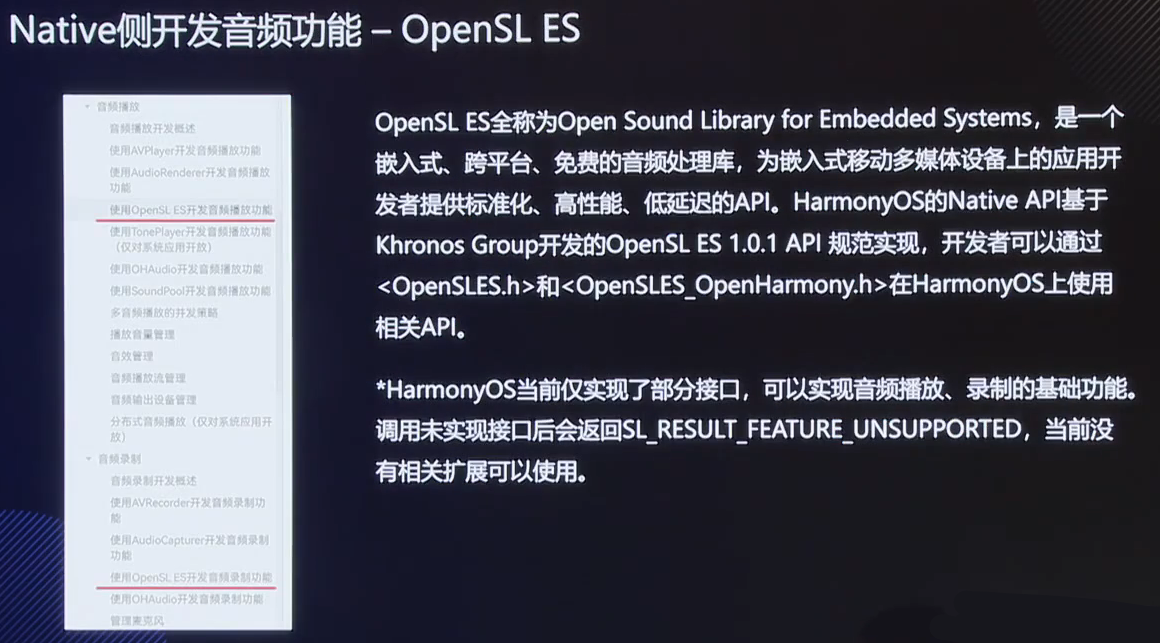 Native侧开发音频功能 – OpenSL ES
音频播放
音频播放开发概述
使用AVPlayer开发音频播放功能
使用AudioRenderer开发音频播放
功能
使用OpenSL ES开发音频播放功能
使用TonePlayer开发音频播放功能
（仅对系统应用开放）
使用OHAudio开发音频播放功能
使用SoundPool开发音频播放功能
多音频播放的并发策略
播放音量管理
音效管理
音频播放流管理
音频输出设备管理
分布式音频播放（仅对系统应用开
放）
音频录制
音频录制开发概述
使用AVRecorder开发音频录制功
能
使用AudioCapturer开发音频录制
功能
使用OpenSL ES开发音频录制功能
使用OHAudio开发音频录制功能
管理麦克风
OpenSL ES全称为Open Sound Library for Embedded Systems，是一个
嵌入式、跨平台、免费的音频处理库，为嵌入式移动多媒体设备上的应用开
发者提供标准化、高性能、低延迟的API。HarmonyOS的Native API基于
Khronos Group开发的OpenSL ES 1.0.1 API 规范实现，开发者可以通过
<OpenSLES.h>和<OpenSLES_OpenHarmony.h>在HarmonyOS上使用
相关API。
*HarmonyOS当前仅实现了部分接口，可以实现音频播放、录制的基础功能。
调用未实现接口后会返回SL_RESULT_FEATURE_UNSUPPORTED，当前没
有相关扩展可以使用。